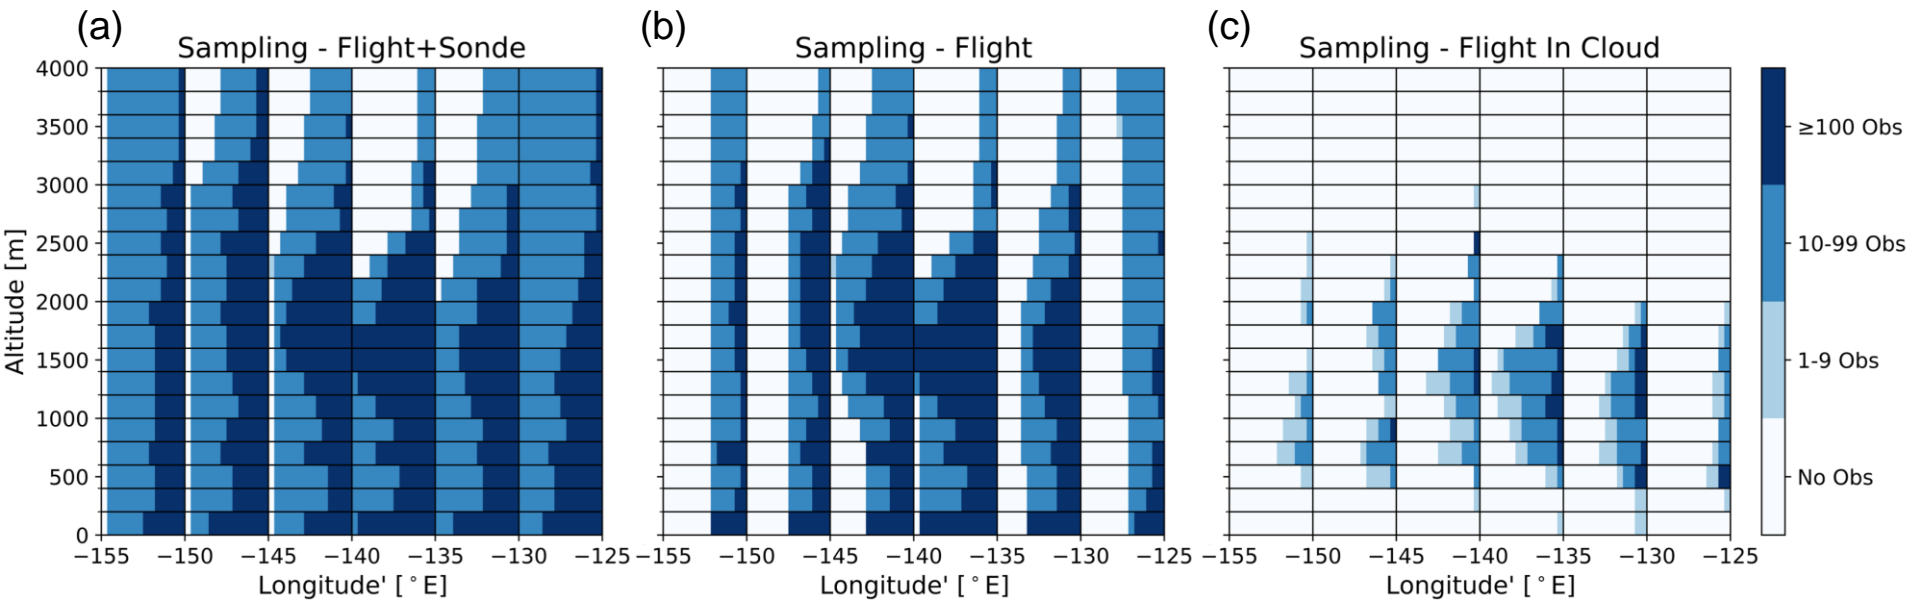 (a)
Sampling - Flight+Sonde
4000
3500
3000
2500
2000
1500
1000
500
0
Altitude [m]
−155 −150 −145 −140 −135 −130 −125
Longitude' [°E]
(b)
Sampling - Flight
−155 −150 −145 −140 −135 −130 −125
Longitude' [°E]
(c)
Sampling - Flight In Cloud
−155 −150 −145 −140 −135 −130 −125
Longitude' [°E]
≥100 Obs
10-99 Obs
1-9 Obs
No Obs